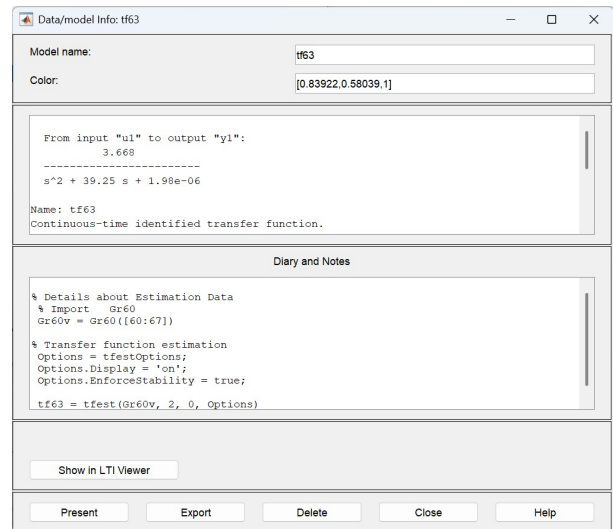 Data/model Info: tf63
Model name:
tf63
Color:
[0.83922,0.58039,1]
From input "u1" to output "y1":
3.668
-------------------------
s^2 + 39.25 s + 1.98e-06
Name: tf63
Continuous-time identified transfer function.
Diary and Notes
% Details about Estimation Data
% Import   Gr60
Gr60v = Gr60([60:67])
% Transfer function estimation
Options = tfestOptions;
Options.Display = 'on';
Options.EnforceStability = true;
tf63 = tfest(Gr60v, 2, 0, Options)
Show in LTI Viewer
Present
Export
Delete
Close
Help